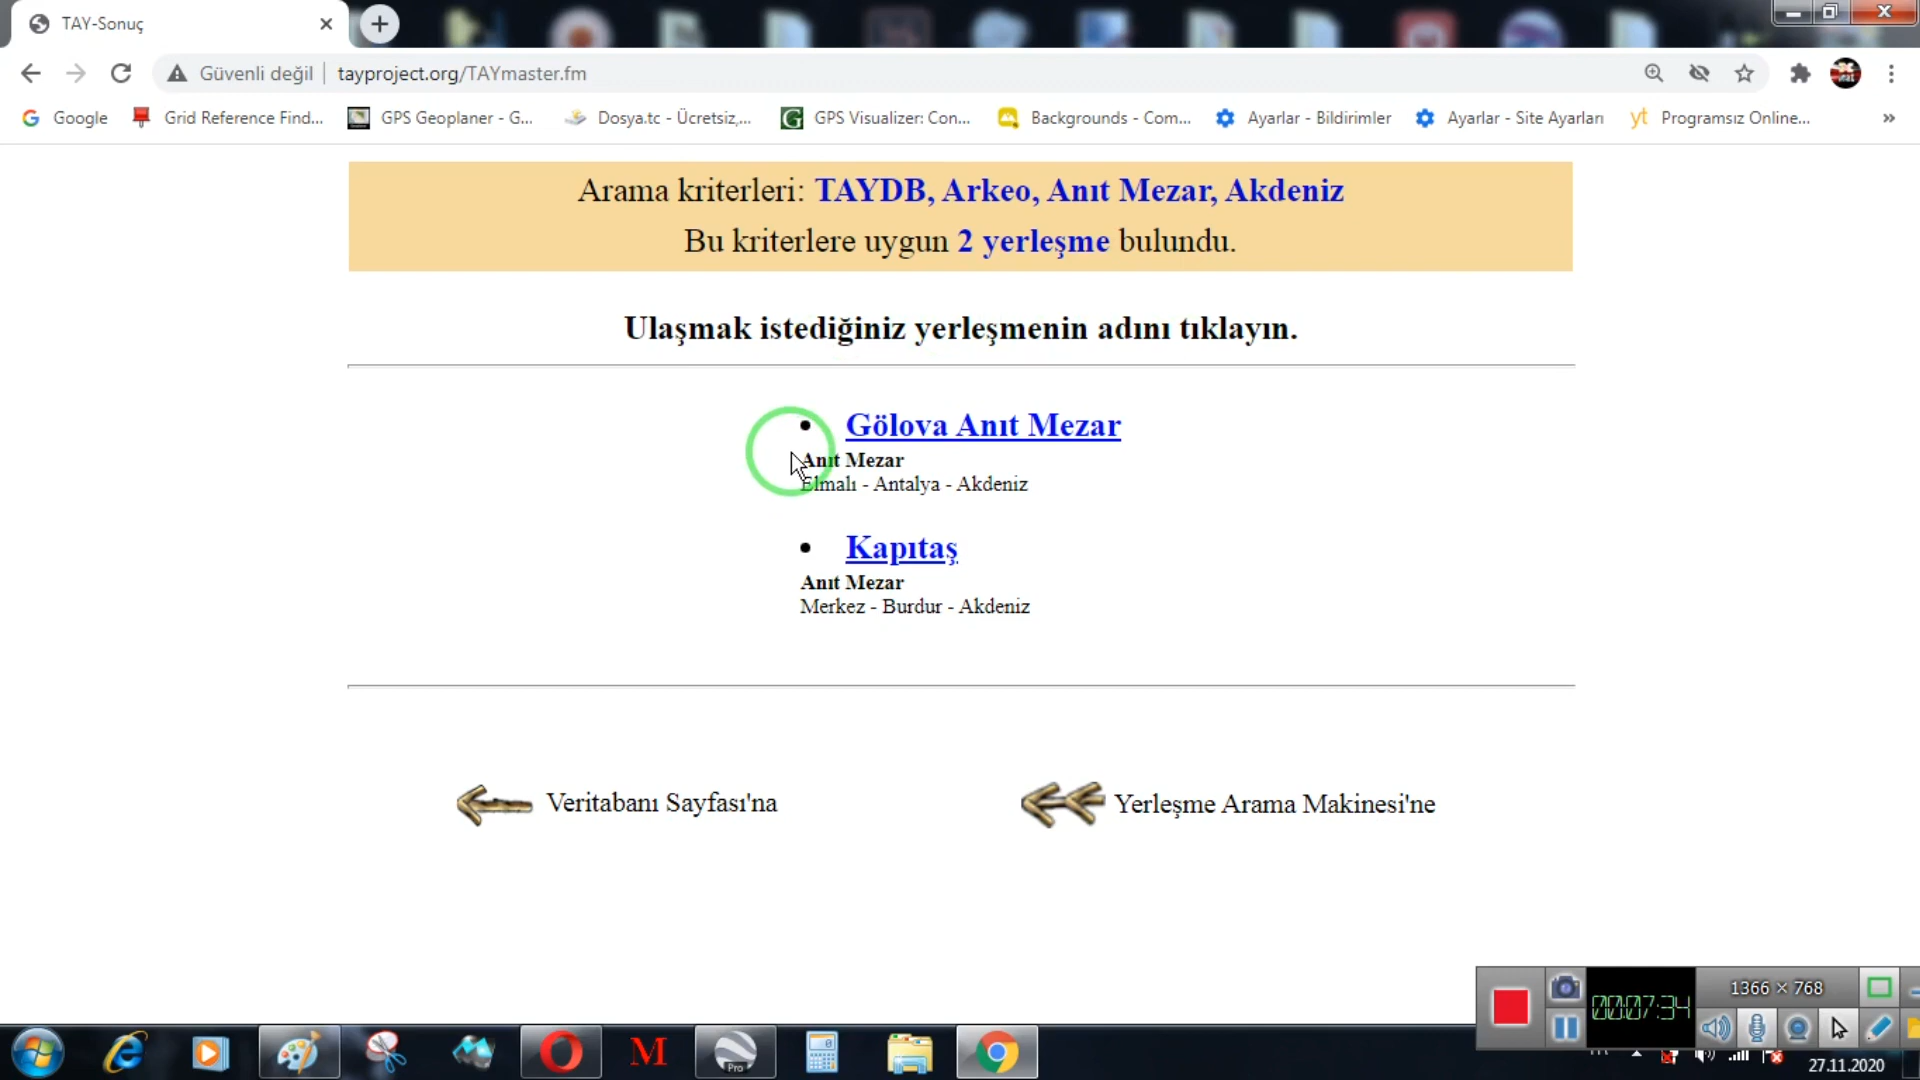 TAY-Sonuç
Güvenli değil
tayproject.org/TAYmaster.fm
Google
Grid Reference Find...
GPS Geoplaner - G...
Dosya.tc - Ücretsiz,...
GPS Visualizer: Con...
Backgrounds - Com...
Ayarlar - Bildirimler
Ayarlar - Site Ayarları
yt Programsız Online...
»
Arama kriterleri: TAYDB, Arkeo, Anıt Mezar, Akdeniz
Bu kriterlere uygun 2 yerleşme bulundu.
Ulaşmak istediğiniz yerleşmenin adını tıklayın.
• Gölova Anıt Mezar
Anıt Mezar
Elmalı - Antalya - Akdeniz
• Kapıtaş
Anıt Mezar
Merkez - Burdur - Akdeniz
Veritabanı Sayfası'na
Yerleşme Arama Makinesi'ne
00:07:34
1366 × 768
M
Pro
27.11.2020